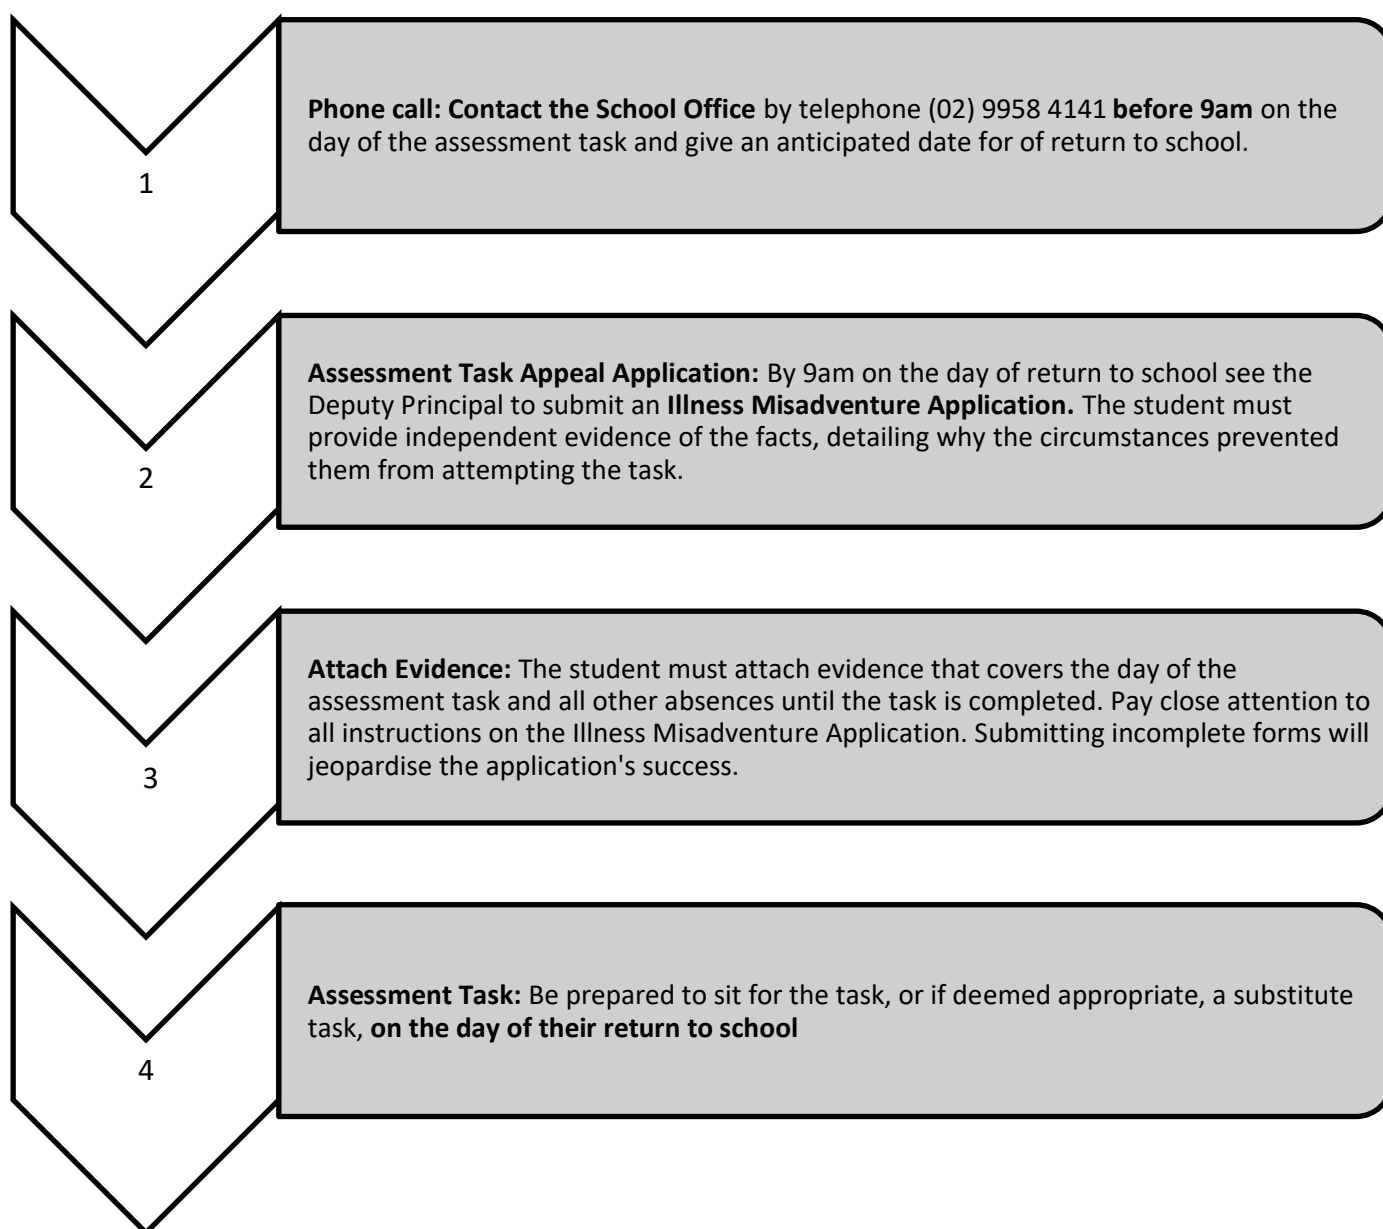 1
Phone call: Contact the School Office by telephone (02) 9958 4141 before 9am on the
day of the assessment task and give an anticipated date for of return to school.
2
Assessment Task Appeal Application: By 9am on the day of return to school see the
Deputy Principal to submit an Illness Misadventure Application. The student must
provide independent evidence of the facts, detailing why the circumstances prevented
them from attempting the task.
3
Attach Evidence: The student must attach evidence that covers the day of the
assessment task and all other absences until the task is completed. Pay close attention to
all instructions on the Illness Misadventure Application. Submitting incomplete forms will
jeopardise the application's success.
4
Assessment Task: Be prepared to sit for the task, or if deemed appropriate, a substitute
task, on the day of their return to school